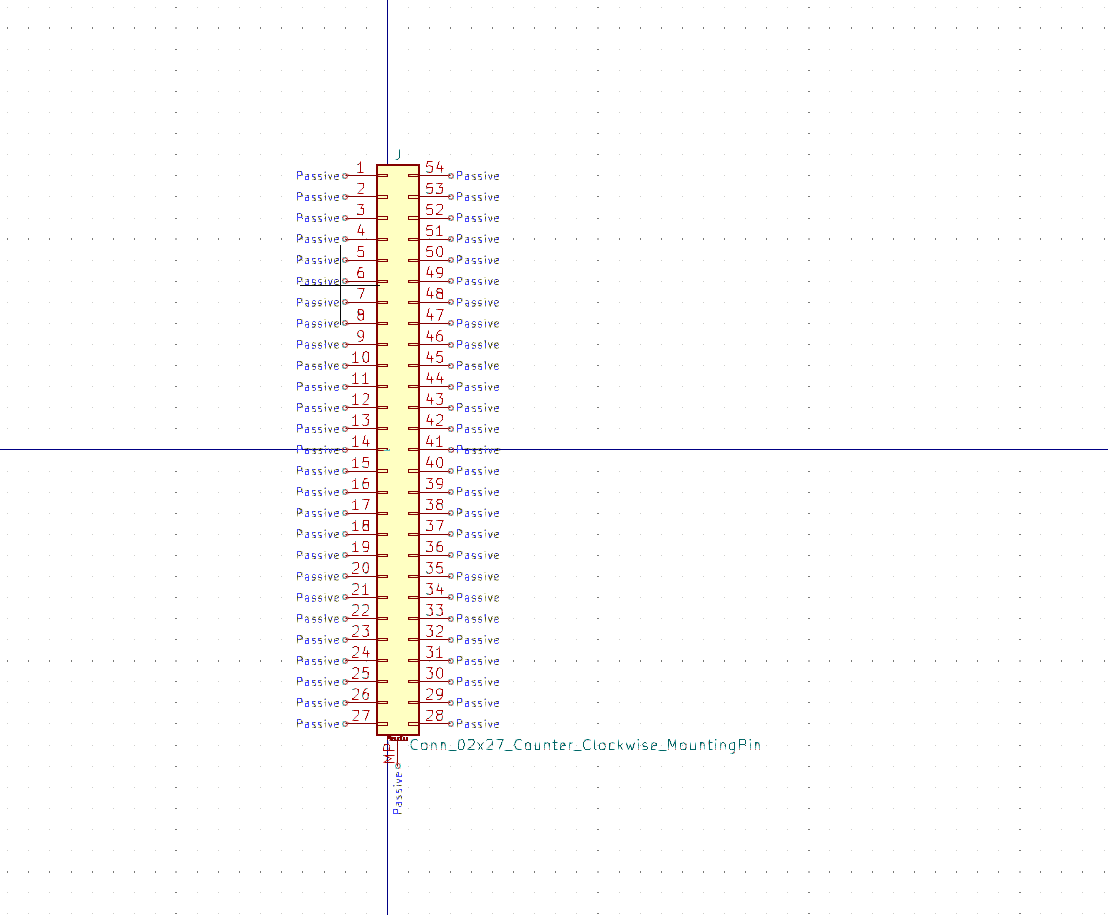 J
Passive 1 54 Passive
Passive 2 53 Passive
Passive 3 52 Passive
Passive 4 51 Passive
Passive 5 50 Passive
Passive 6 49 Passive
Passive 7 48 Passive
Passive 8 47 Passive
Passive 9 46 Passive
Passive 10 45 Passive
Passive 11 44 Passive
Passive 12 43 Passive
Passive 13 42 Passive
Passive 14 41 Passive
Passive 15 40 Passive
Passive 16 39 Passive
Passive 17 38 Passive
Passive 18 37 Passive
Passive 19 36 Passive
Passive 20 35 Passive
Passive 21 34 Passive
Passive 22 33 Passive
Passive 23 32 Passive
Passive 24 31 Passive
Passive 25 30 Passive
Passive 26 29 Passive
Passive 27 28 Passive
Conn_02x27_Counter_Clockwise_MountingPin
MP
Passive